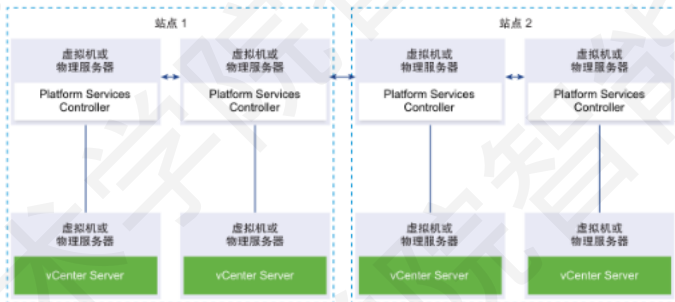 站点 1
站点 2
虚拟机或
物理服务器
Platform Services
Controller
虚拟机或
物理服务器
Platform Services
Controller
虚拟机或
物理服务器
Platform Services
Controller
虚拟机或
物理服务器
Platform Services
Controller
虚拟机或
物理服务器
vCenter Server
虚拟机或
物理服务器
vCenter Server
虚拟机或
物理服务器
vCenter Server
虚拟机或
物理服务器
vCenter Server